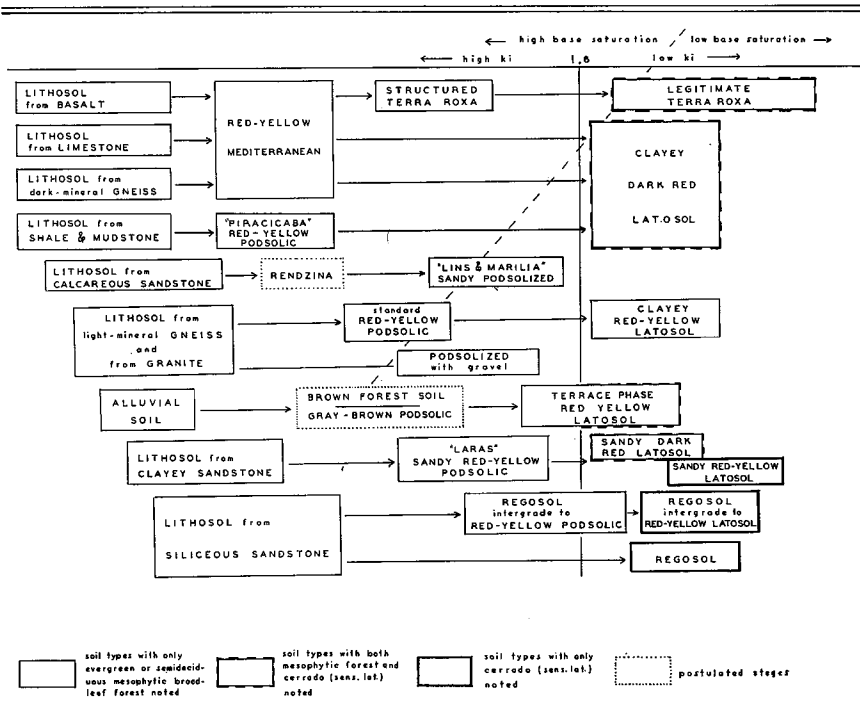 ← high base saturation / low base saturation →
← high ki 1.8 low ki →
LITHOSOL
from BASALT
STRUCTURED
TERRA ROXA
LEGITIMATE
TERRA ROXA
RED-YELLOW
MEDITERRANEAN
LITHOSOL
from LIMESTONE
CLAYEY
DARK RED
LATOSOL
LITHOSOL from
dark-mineral GNEISS
LITHOSOL from
SHALE & MUDSTONE
"PIRACICABA"
RED-YELLOW
PODSOLIC
LITHOSOL from
CALCAREOUS SANDSTONE
RENDZINA
"LINS & MARILIA"
SANDY PODSOLIZED
LITHOSOL from
light-mineral GNEISS
and
from GRANITE
standard
RED-YELLOW
PODSOLIC
CLAYEY
RED-YELLOW
LATOSOL
PODSOLIZED
with gravel
ALLUVIAL
SOIL
BROWN FOREST SOIL
GRAY-BROWN PODSOLIC
TERRACE PHASE
RED YELLOW
LATOSOL
LITHOSOL from
CLAYEY SANDSTONE
"LARAS"
SANDY RED-YELLOW
PODSOLIC
SANDY DARK
RED LATOSOL
SANDY RED-YELLOW
LATOSOL
LITHOSOL from
SILICEOUS SANDSTONE
REGOSOL
intergrade to
RED-YELLOW PODSOLIC
REGOSOL
intergrade to
RED-YELLOW LATOSOL
REGOSOL
soil types with only
evergreen or semidecid-
uous mesophytic broad-
leaf forest noted
soil types with both
mesophytic forest and
cerrado (sens. lat.)
noted
soil types with only
cerrado (sens. lat.)
noted
postulated stages